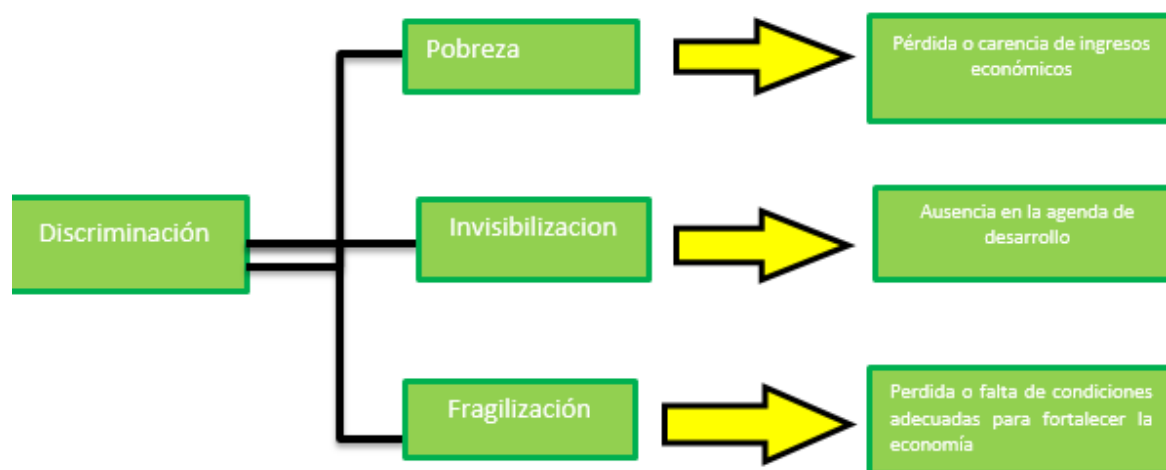 Pobreza
Pérdida o carencia de ingresos
económicos
Discriminación
Invisibilizacion
Ausencia en la agenda de
desarrollo
Fragilización
Perdida o falta de condiciones
adecuadas para fortalecer la
economía